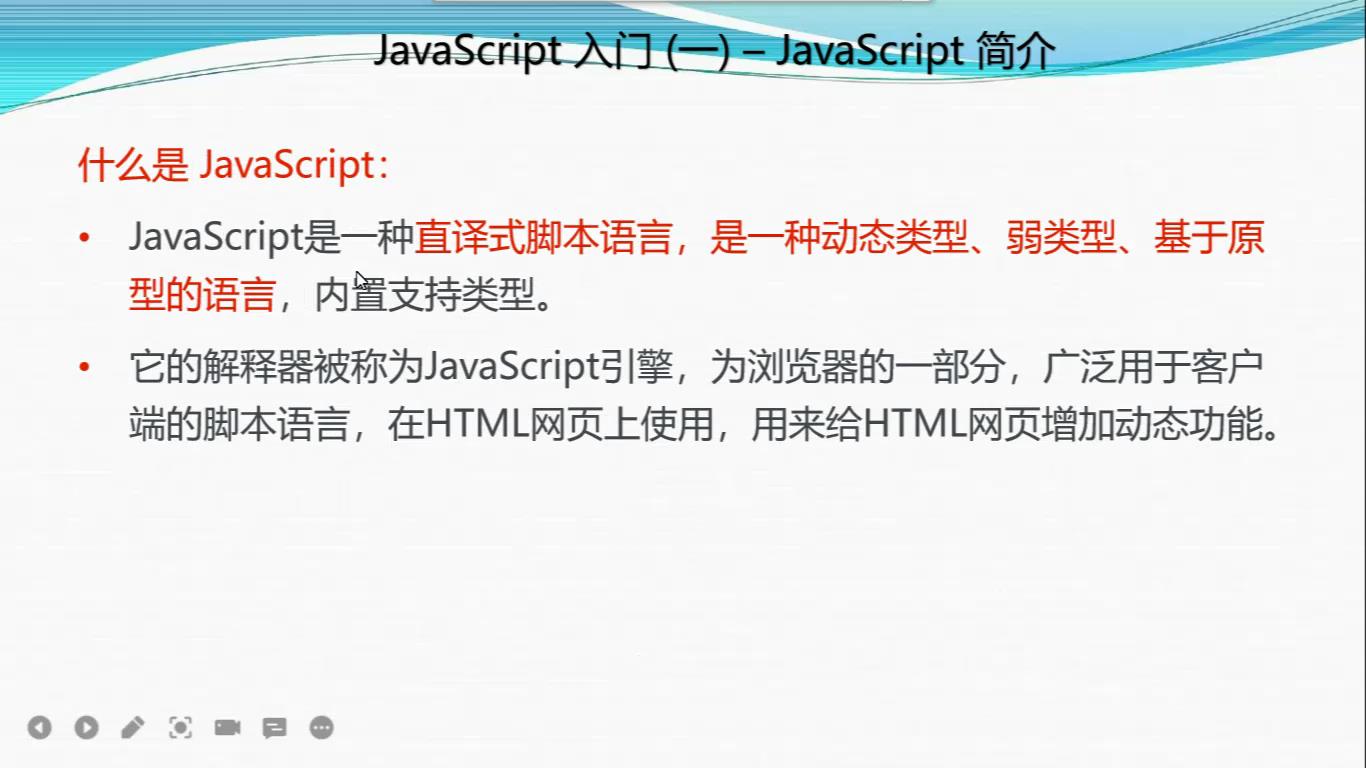 JavaScript 入门 (一) – JavaScript 简介
什么是 JavaScript：
• JavaScript是一种直译式脚本语言，是一种动态类型、弱类型、基于原
型的语言，内置支持类型。
• 它的解释器被称为JavaScript引擎，为浏览器的一部分，广泛用于客户
端的脚本语言，在HTML网页上使用，用来给HTML网页增加动态功能。